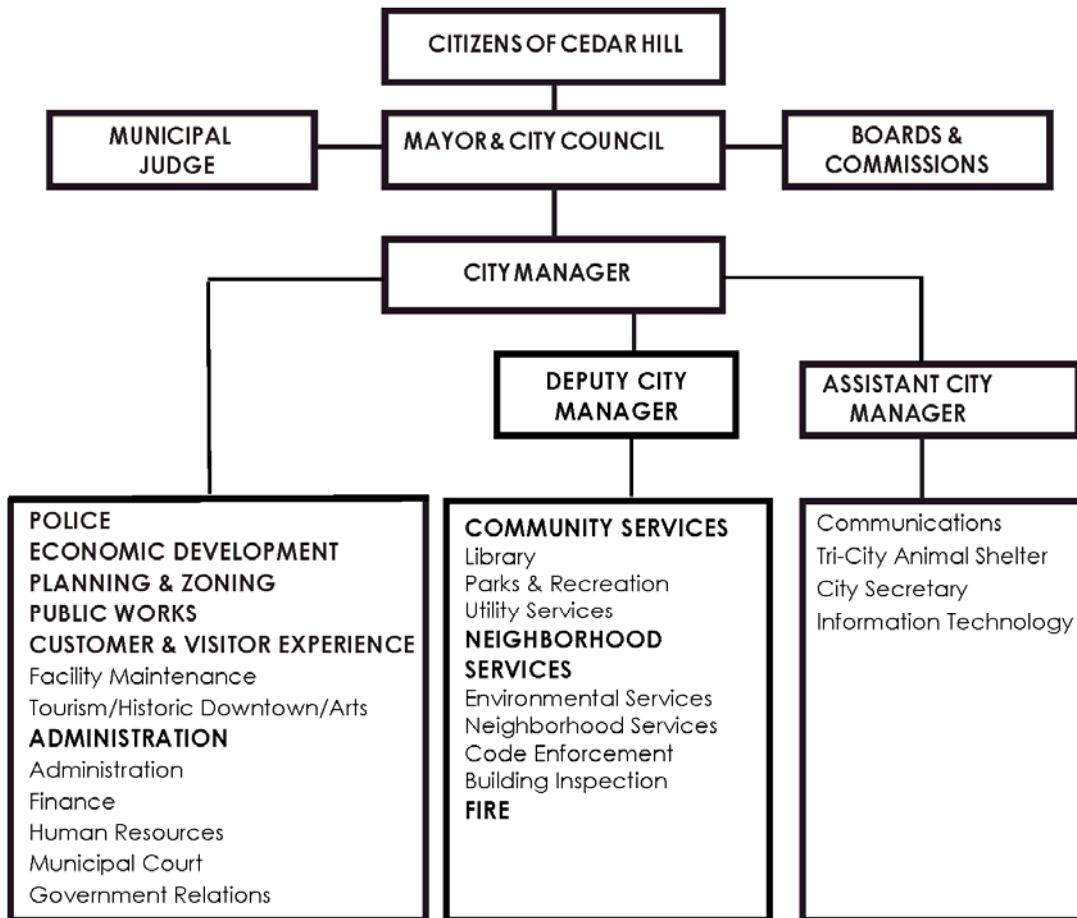 CITIZENS OF CEDAR HILL
MUNICIPAL
JUDGE
MAYOR & CITY COUNCIL
BOARDS &
COMMISSIONS
CITY MANAGER
DEPUTY CITY
MANAGER
ASSISTANT CITY
MANAGER
POLICE
ECONOMIC DEVELOPMENT
PLANNING & ZONING
PUBLIC WORKS
CUSTOMER & VISITOR EXPERIENCE
Facility Maintenance
Tourism/Historic Downtown/Arts
ADMINISTRATION
Administration
Finance
Human Resources
Municipal Court
Government Relations
COMMUNITY SERVICES
Library
Parks & Recreation
Utility Services
NEIGHBORHOOD
SERVICES
Environmental Services
Neighborhood Services
Code Enforcement
Building Inspection
FIRE
Communications
Tri-City Animal Shelter
City Secretary
Information Technology